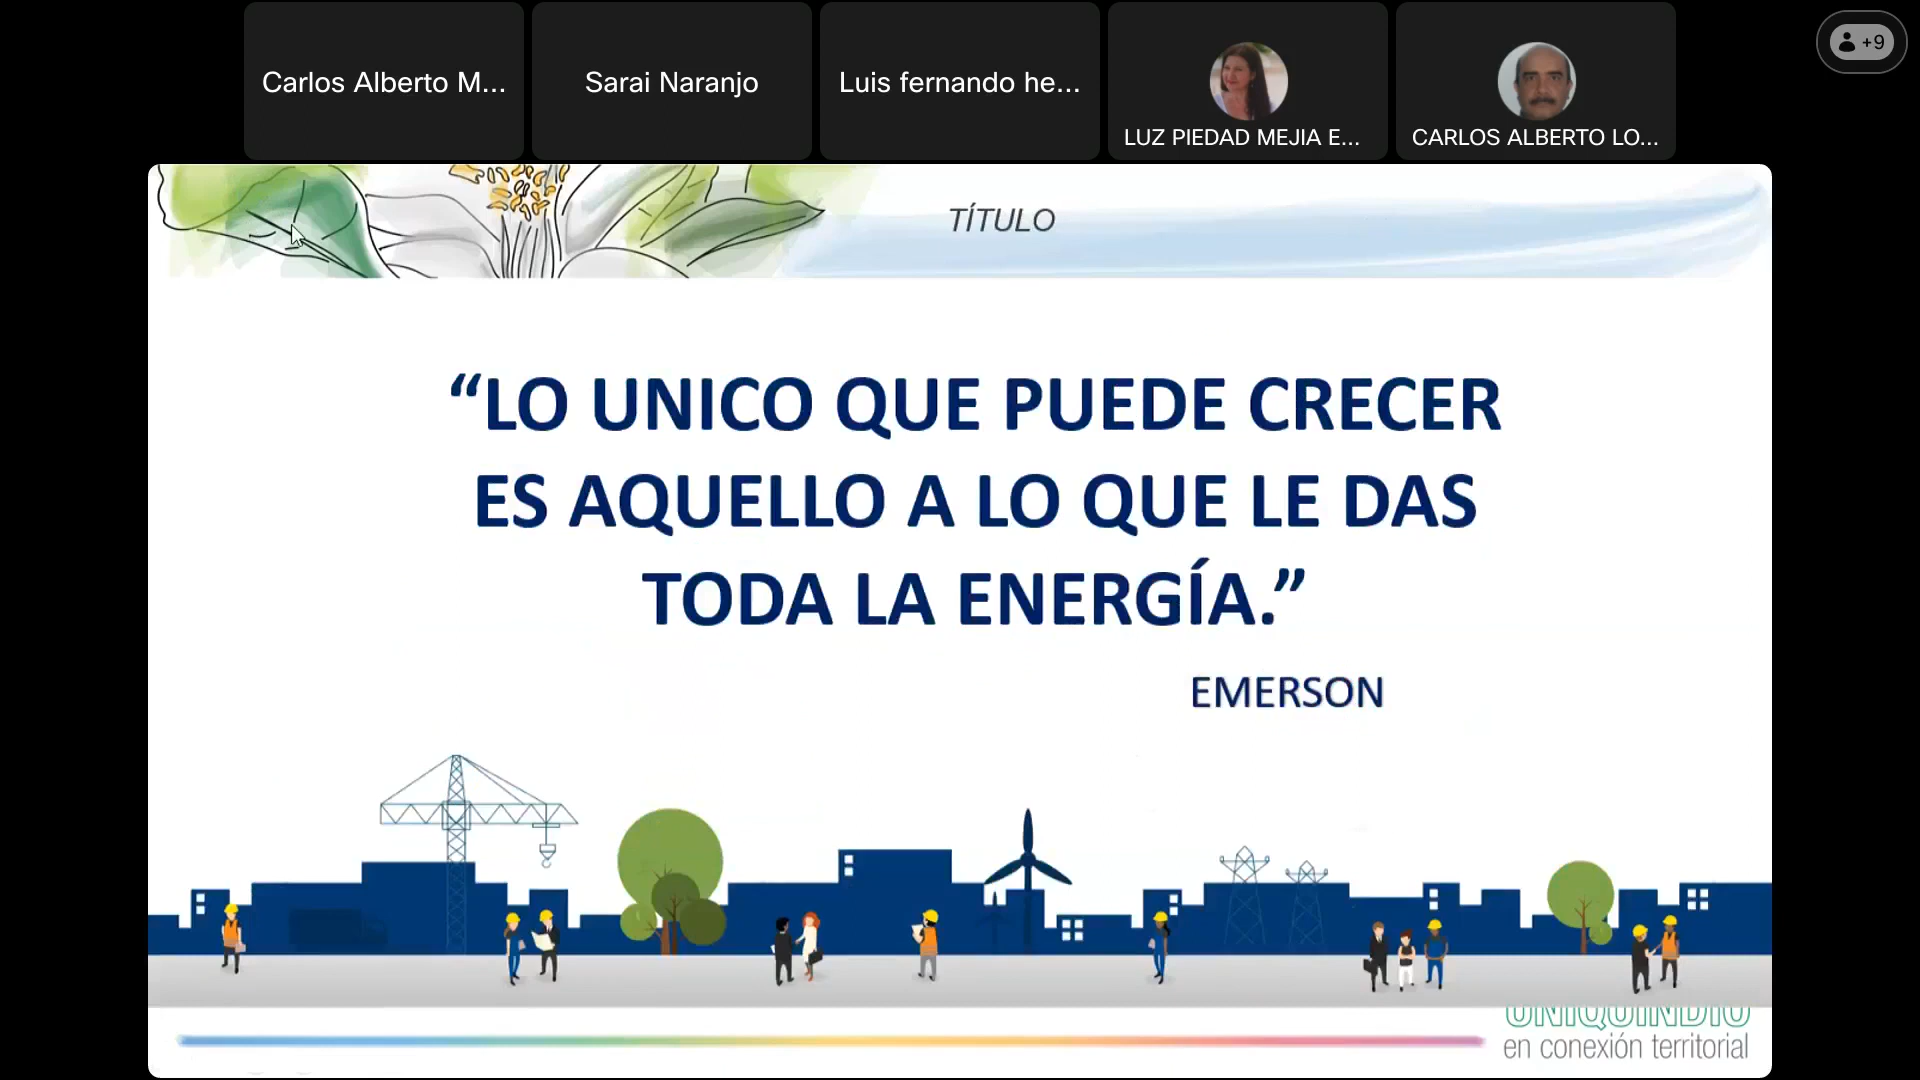 Carlos Alberto M...
Sarai Naranjo
Luis fernando he...
LUZ PIEDAD MEJIA E...
CARLOS ALBERTO LO...
+9
TÍTULO
“LO UNICO QUE PUEDE CRECER
ES AQUELLO A LO QUE LE DAS
TODA LA ENERGÍA.”
EMERSON
UNIQUINDIO
en conexión territorial